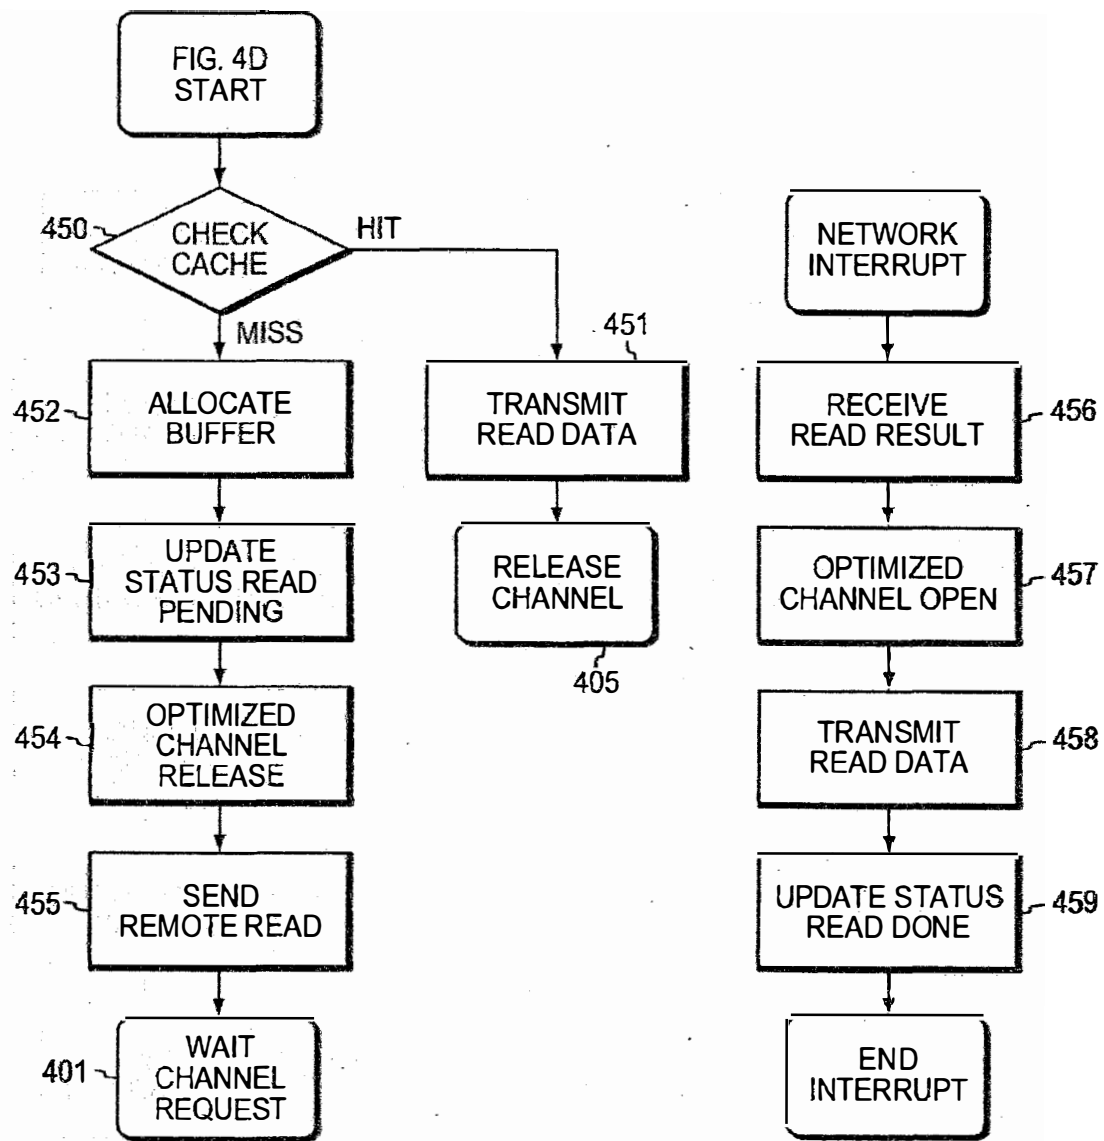 FIG. 4D
START
450
CHECK
CACHE
HIT
MISS
452
ALLOCATE
BUFFER
453
UPDATE
STATUS READ
PENDING
454
OPTIMIZED
CHANNEL
RELEASE
455
SEND
REMOTE READ
401
WAIT
CHANNEL
REQUEST
451
TRANSMIT
READ DATA
RELEASE
CHANNEL
405
NETWORK
INTERRUPT
RECEIVE
READ RESULT
456
OPTIMIZED
CHANNEL OPEN
457
TRANSMIT
READ DATA
458
UPDATE STATUS
READ DONE
459
END
INTERRUPT